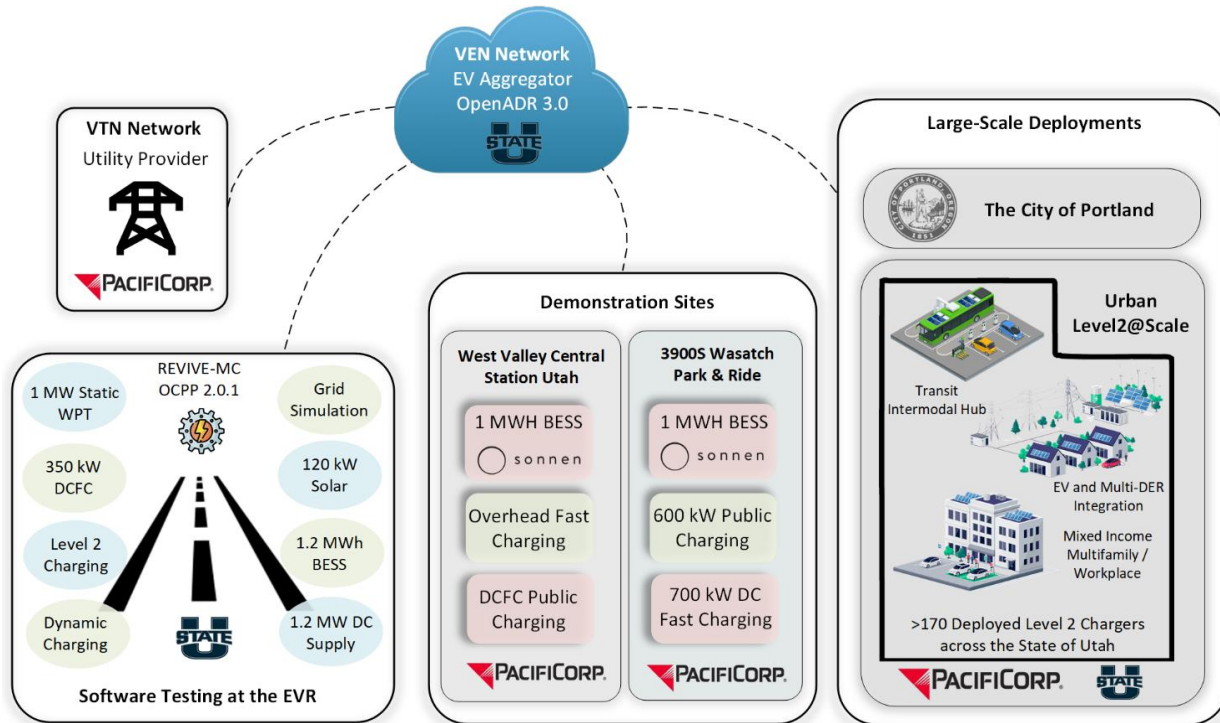 VEN Network
EV Aggregator
OpenADR 3.0
U
STATE
VTN Network
Utility Provider
PACIFICORP.
REVIVE-MC
OCPP 2.0.1
1 MW Static
WPT
350 kW
DCFC
Level 2
Charging
Dynamic
Charging
Grid
Simulation
120 kW
Solar
1.2 MWh
BESS
1.2 MW DC
Supply
U
STATE
Software Testing at the EVR
Demonstration Sites
West Valley Central
Station Utah
1 MWH BESS
sonnen
Overhead Fast
Charging
DCFC Public
Charging
PACIFICORP.
3900S Wasatch
Park & Ride
1 MWH BESS
sonnen
600 kW Public
Charging
700 kW DC
Fast Charging
PACIFICORP.
Large-Scale Deployments
CITY OF PORTLAND, OREGON
1851
The City of Portland
Urban
Level2@Scale
Transit
Intermodal Hub
EV and Multi-DER
Integration
Mixed Income
Multifamily /
Workplace
>170 Deployed Level 2 Chargers
across the State of Utah
PACIFICORP.
U
STATE